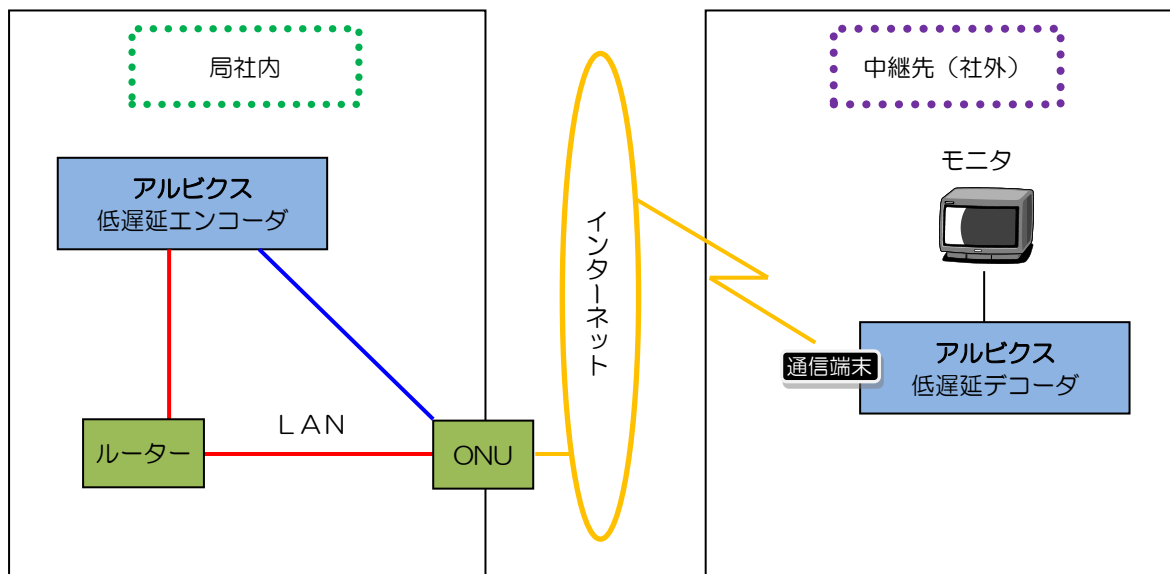 局社内
中継先（社外）
モニタ
アルビクス
低遅延エンコーダ
インターネット
通信端末
アルビクス
低遅延デコーダ
ＬＡＮ
ルーター
ONU